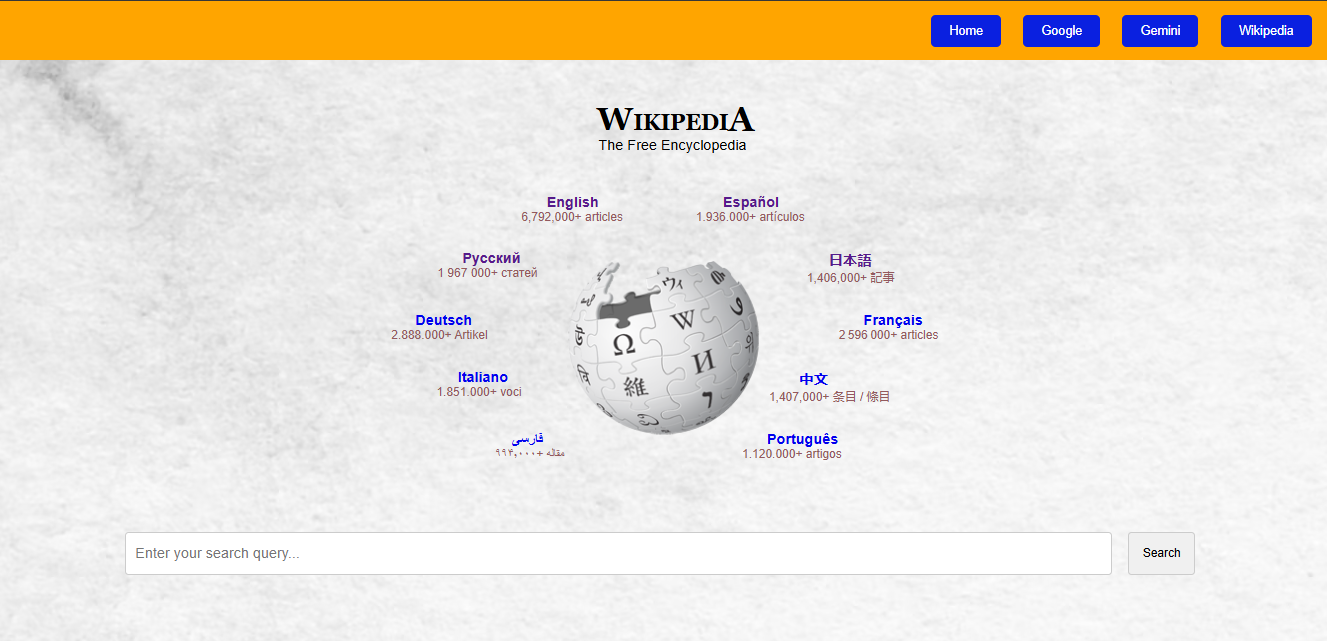 Home
Google
Gemini
Wikipedia
WIKIPEDIA
The Free Encyclopedia
English
6,792,000+ articles
Español
1.936.000+ artículos
Русский
1 967 000+ статей
日本語
1,406,000+ 記事
Deutsch
2.888.000+ Artikel
Français
2 596 000+ articles
Italiano
1.851.000+ voci
中文
1,407,000+ 条目 / 條目
فارسی
۹۹۴٬۰۰۰+ مقاله
Português
1.120.000+ artigos
ウィ
W
Ω
И
維
7
Enter your search query...
Search